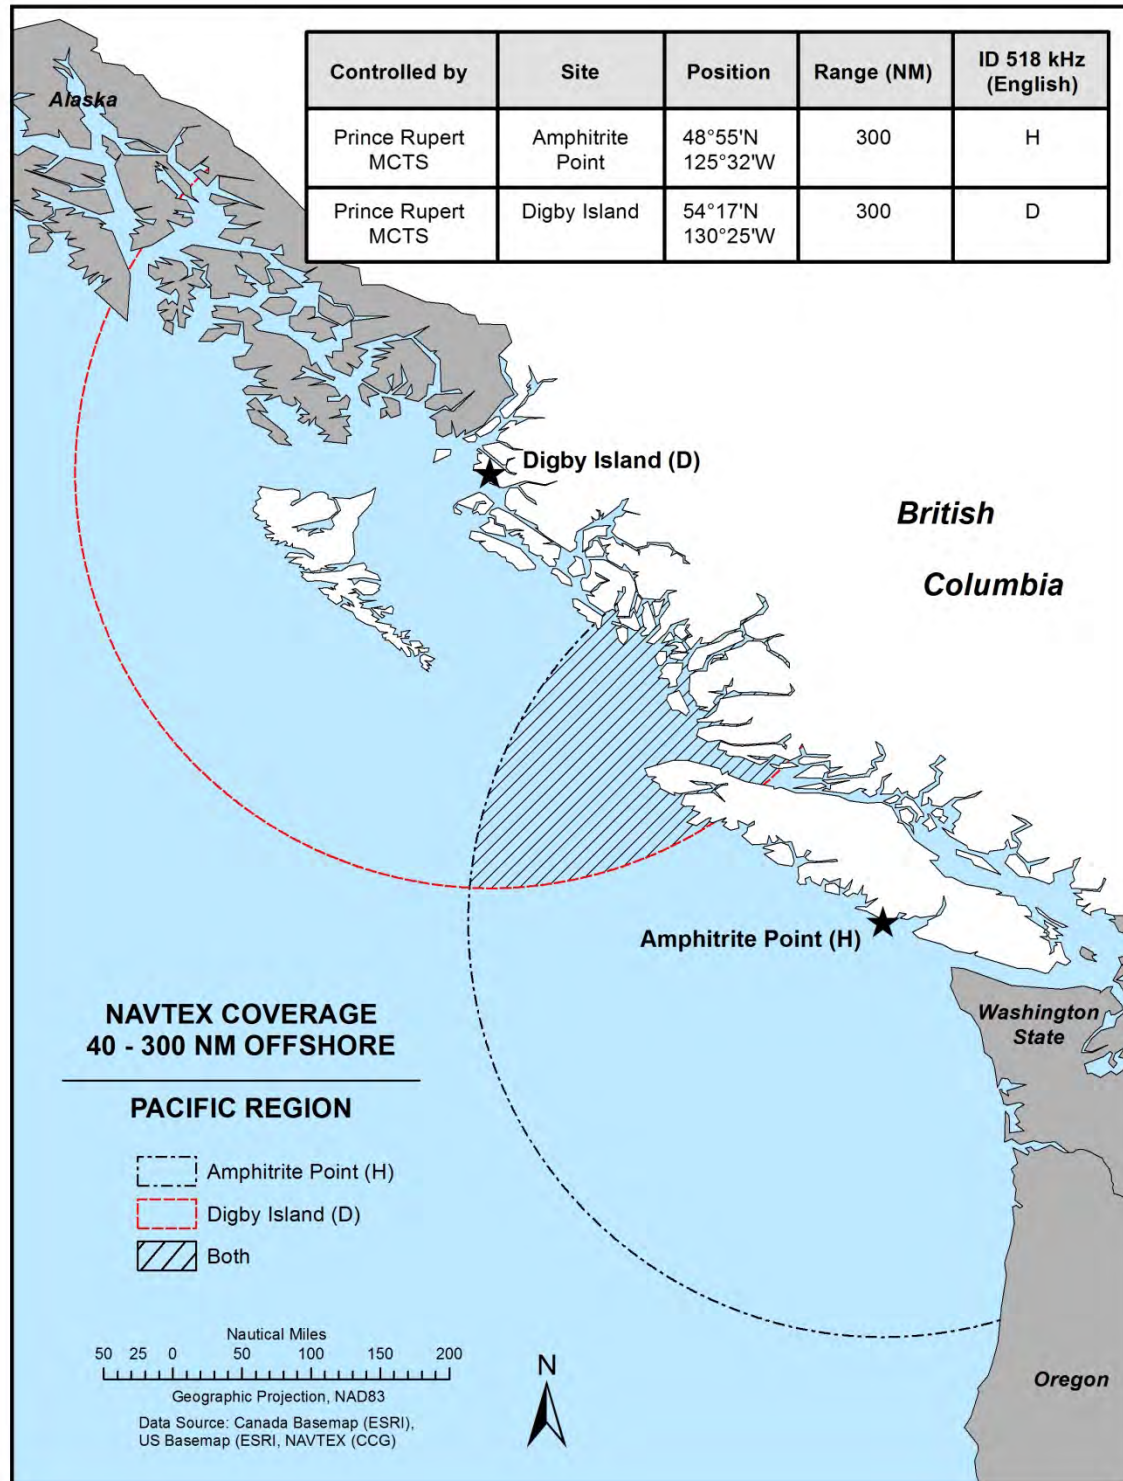 Controlled by Site Position Range (NM) ID 518 kHz
(English)
Prince Rupert Amphitrite 48°55'N 300 H
MCTS Point 125°32'W
Prince Rupert Digby Island 54°17'N 300 D
MCTS 130°25'W
Alaska
Digby Island (D)
British
Columbia
Amphitrite Point (H)
Washington
State
Oregon
NAVTEX COVERAGE
40 - 300 NM OFFSHORE
PACIFIC REGION
Amphitrite Point (H)
Digby Island (D)
Both
Nautical Miles
50 25 0 50 100 150 200
Geographic Projection, NAD83
Data Source: Canada Basemap (ESRI),
US Basemap (ESRI, NAVTEX (CCG)
N